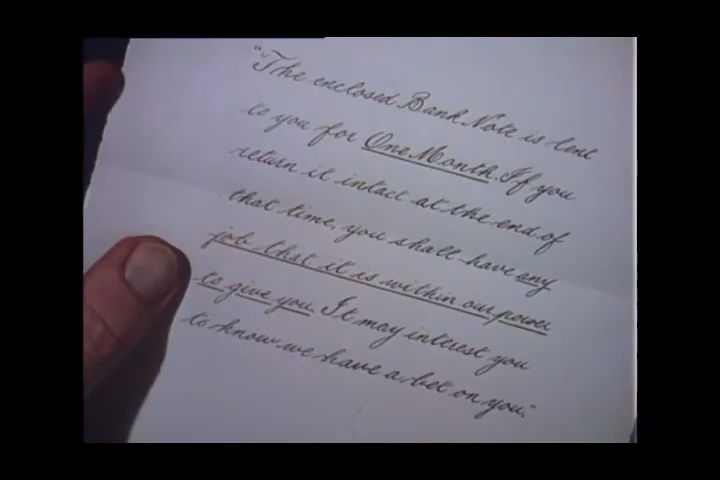 "The enclosed Bank Note is lent
to you for One Month. If you
return it intact at the end of
that time, you shall have any
job that it is within our power
to give you. It may interest you
to know we have a bet on you."